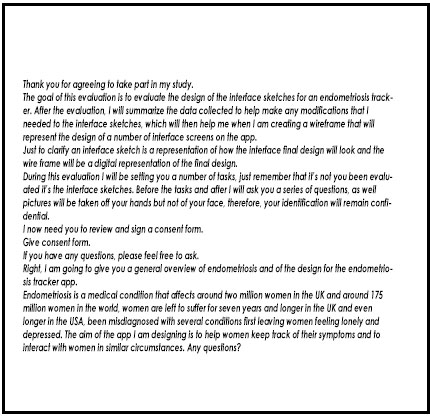 Thank you for agreeing to take part in my study.
The goal of this evaluation is to evaluate the design of the interface sketches for an endometriosis track-
er. After the evaluation, I will summarize the data collected to help make any modifications that I
needed to the interface sketches, which will then help me when I am creating a wireframe that will
represent the design of a number of interface screens on the app.
Just to clarify an interface sketch is a representation of how the interface final design will look and the
wire frame will be a digital representation of the final design.
During this evaluation I will be setting you a number of tasks, just remember that it's not you been evalu-
ated it's the interface sketches. Before the tasks and after I will ask you a series of questions, as well
pictures will be taken off your hands but not of your face, therefore, your identification will remain confi-
dential.
I now need you to review and sign a consent form.
Give consent form.
If you have any questions, please feel free to ask.
Right, I am going to give you a general overview of endometriosis and of the design for the endometrio-
sis tracker app.
Endometriosis is a medical condition that affects around two million women in the UK and around 175
million women in the world, women are left to suffer for seven years and longer in the UK and even
longer in the USA, been misdiagnosed with several conditions first leaving women feeling lonely and
depressed. The aim of the app I am designing is to help women keep track of their symptoms and to
interact with women in similar circumstances. Any questions?